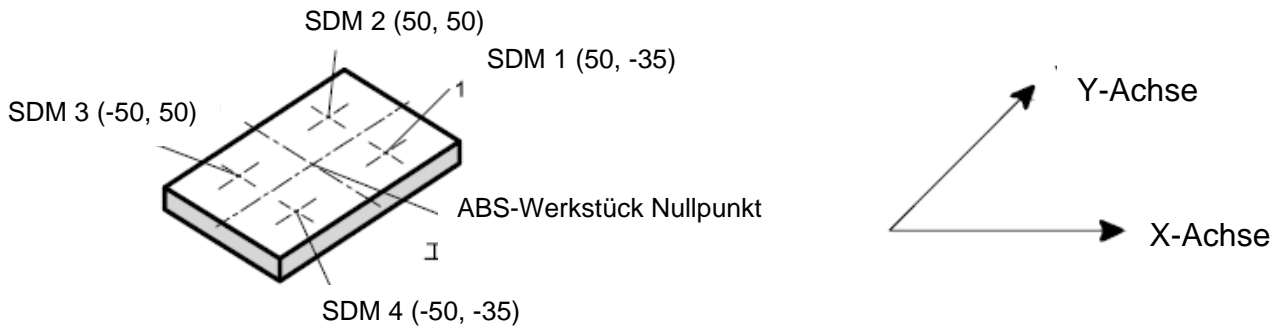 SDM 2 (50, 50)
SDM 1 (50, -35)
SDM 3 (-50, 50)
ABS-Werkstück Nullpunkt
SDM 4 (-50, -35)
Y-Achse
X-Achse